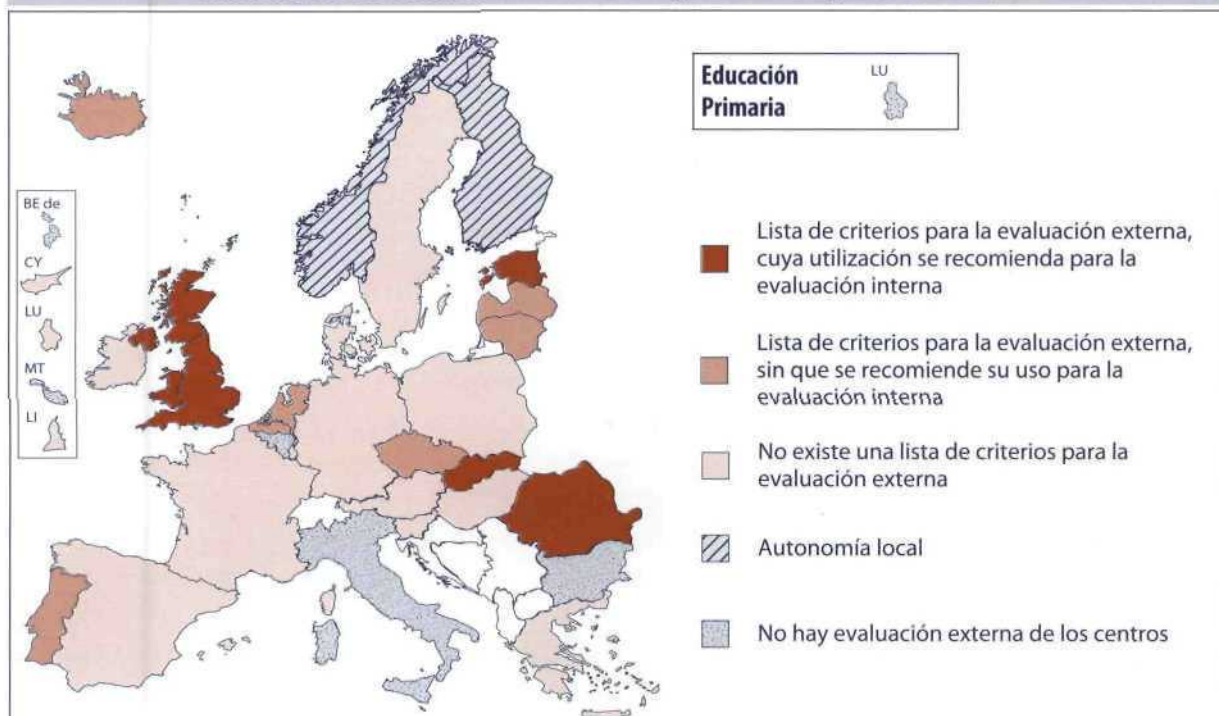 Educación
Primaria
LU
BE de
CY
LU
MT
LI
Lista de criterios para la evaluación externa,
cuya utilización se recomienda para la
evaluación interna
Lista de criterios para la evaluación externa,
sin que se recomiende su uso para la
evaluación interna
No existe una lista de criterios para la
evaluación externa
Autonomía local
No hay evaluación externa de los centros